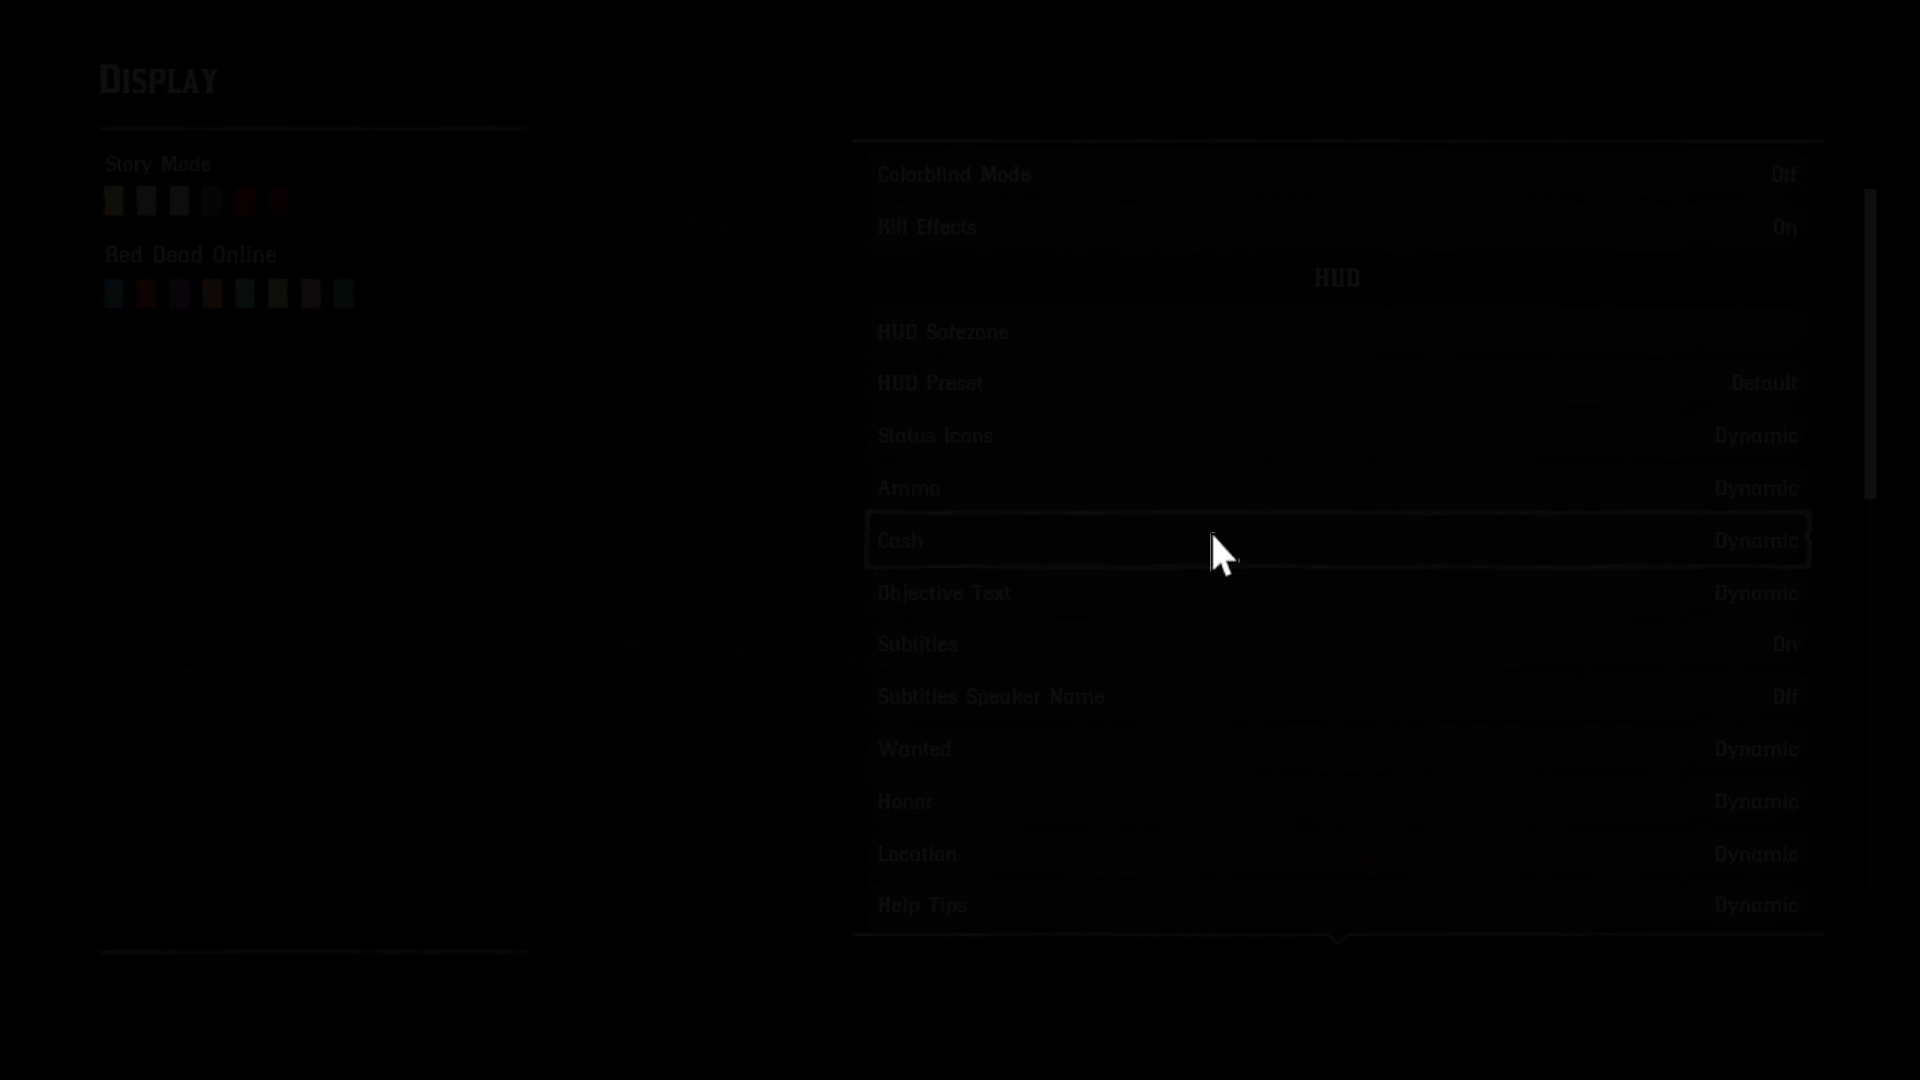 Display
Story Mode
Red Dead Online
Colorblind Mode Off
Kill Effects On
HUD
HUD Safezone
HUD Preset Default
Status Icons Dynamic
Ammo Dynamic
Cash Dynamic
Objective Text Dynamic
Subtitles On
Subtitles Speaker Name Off
Wanted Dynamic
Honor Dynamic
Location Dynamic
Help Tips Dynamic